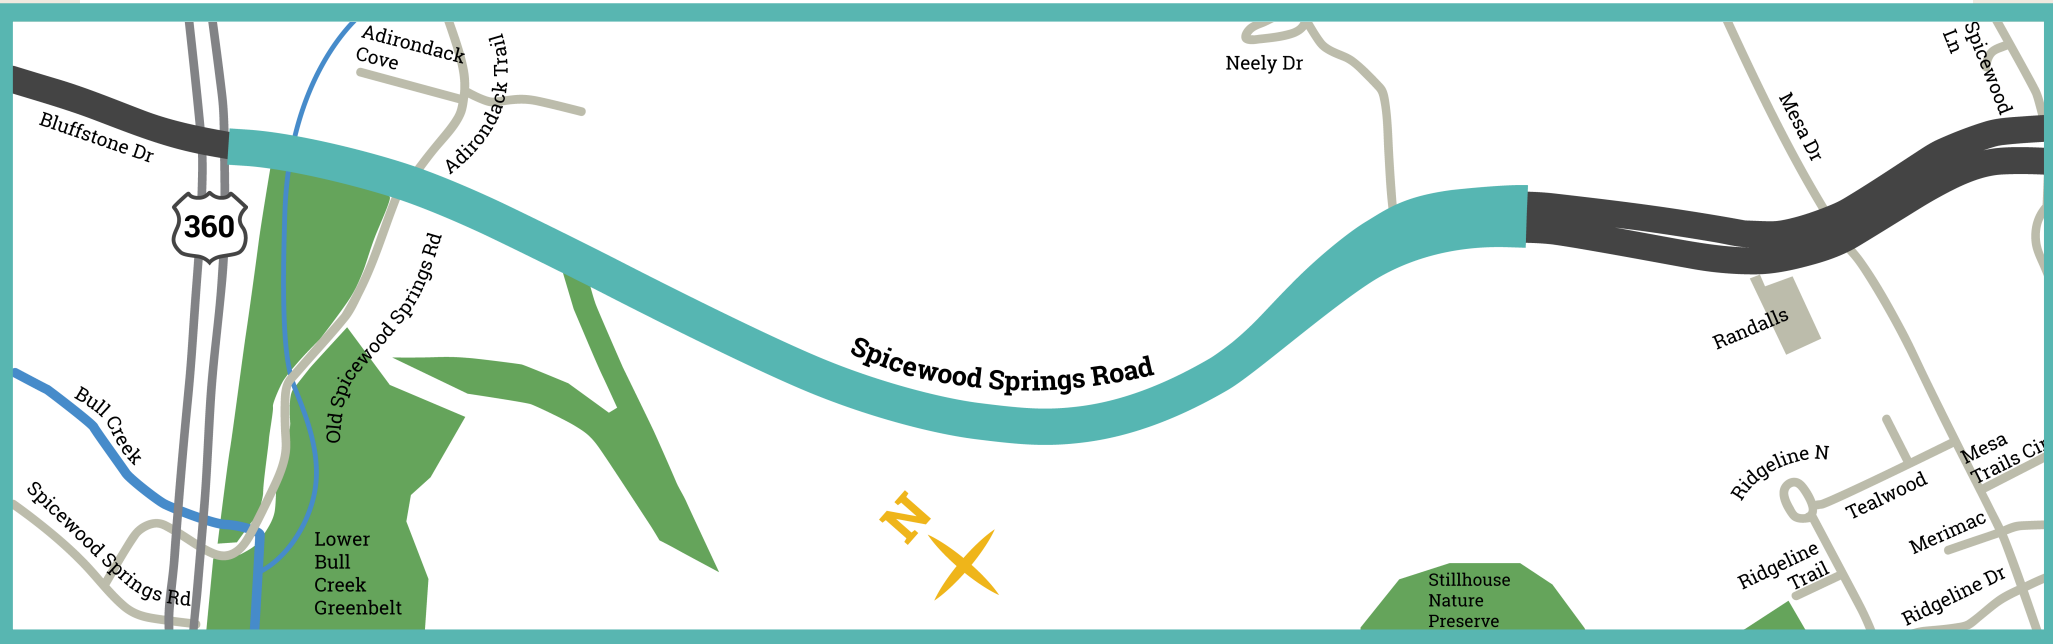 Adirondack
Cove
Adirondack Trail
Neely Dr
Mesa Dr
Spicewood
Ln
Bluffstone Dr
360
Old Spicewood Springs Rd
Spicewood Springs Road
Randalls
Bull Creek
Spicewood Springs Rd
Lower
Bull
Creek
Greenbelt
N
Stillhouse
Nature
Preserve
Ridgeline N
Tealwood
Mesa
Trails Cir
Merimac
Ridgeline
Trail
Ridgeline Dr